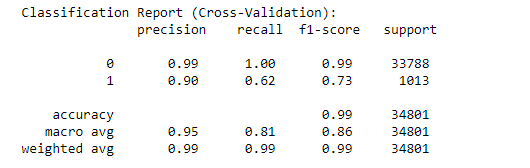 Classification Report (Cross-Validation):
precision recall f1-score support
0 0.99 1.00 0.99 33788
1 0.90 0.62 0.73 1013
accuracy 0.99 34801
macro avg 0.95 0.81 0.86 34801
weighted avg 0.99 0.99 0.99 34801